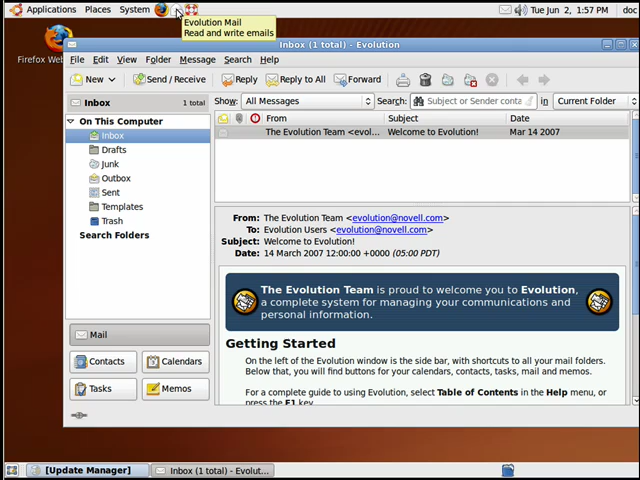 Applications Places System
Tue Jun 2, 1:57 PM
doc
Evolution Mail
Read and write emails
Firefox Web
Inbox (1 total) - Evolution
File Edit View Folder Message Search Help
New Send / Receive Reply Reply to All Forward
Inbox 1 total
Show: All Messages Search: Subject or Sender conta in Current Folder
On This Computer
Inbox
Drafts
Junk
Outbox
Sent
Templates
Trash
Search Folders
From Subject Date
The Evolution Team <evol... Welcome to Evolution! Mar 14 2007
From: The Evolution Team <evolution@novell.com>
To: Evolution Users <evolution@novell.com>
Subject: Welcome to Evolution!
Date: 14 March 2007 12:00:00 +0000 (05:00 PDT)
The Evolution Team is proud to welcome you to Evolution,
a complete system for managing your communications and
personal information.
Getting Started
On the left of the Evolution window is the side bar, with shortcuts to all your mail folders.
Below that, you will find buttons for your calendars, contacts, tasks, mail and memos.
For a complete guide to using Evolution, select Table of Contents in the Help menu, or
press the F1 key.
Mail
Contacts Calendars
Tasks Memos
[Update Manager] Inbox (1 total) - Evolut...